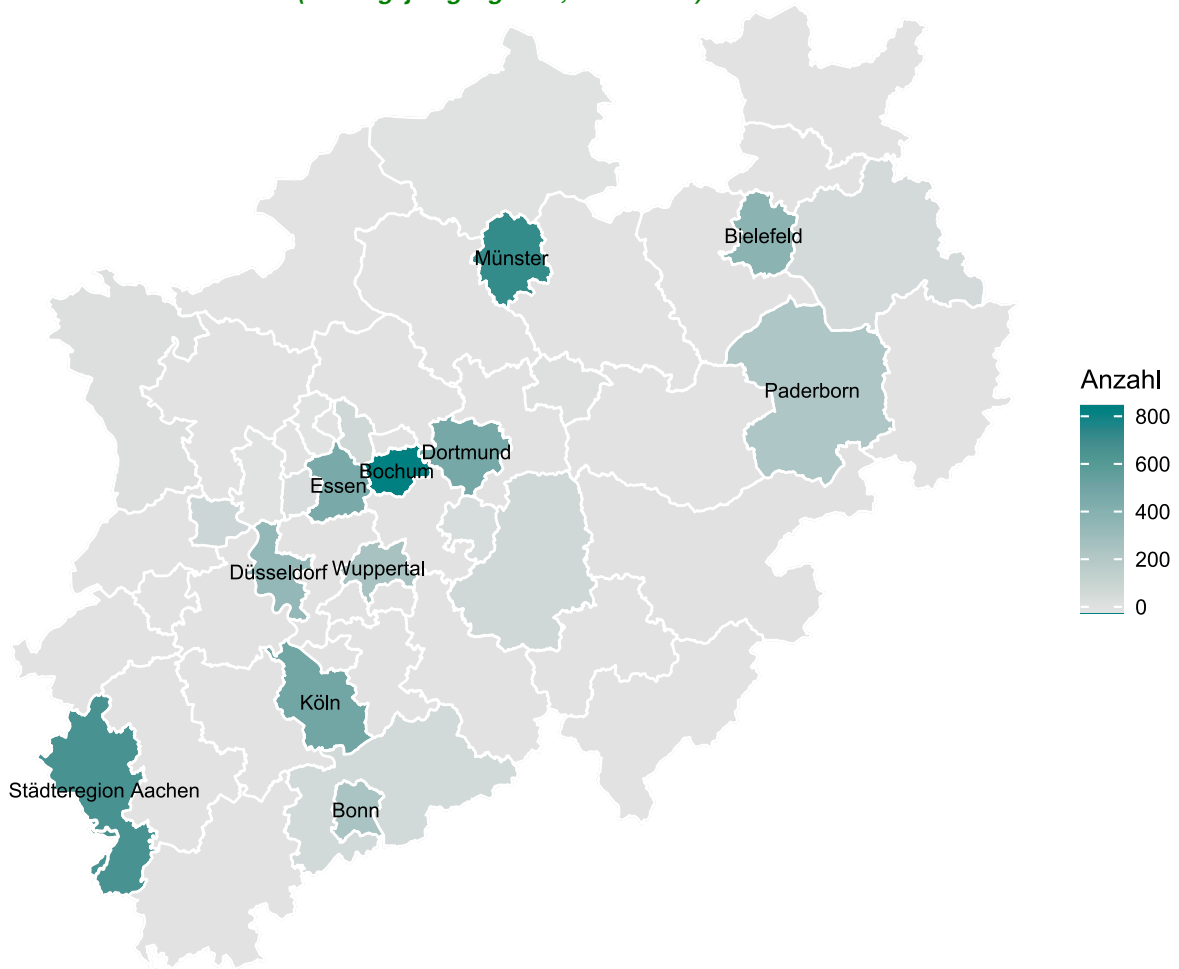 Münster
Bielefeld
Paderborn
Dortmund
Bochum
Essen
Düsseldorf
Wuppertal
Köln
Städteregion Aachen
Bonn
Anzahl
800
600
400
200
0